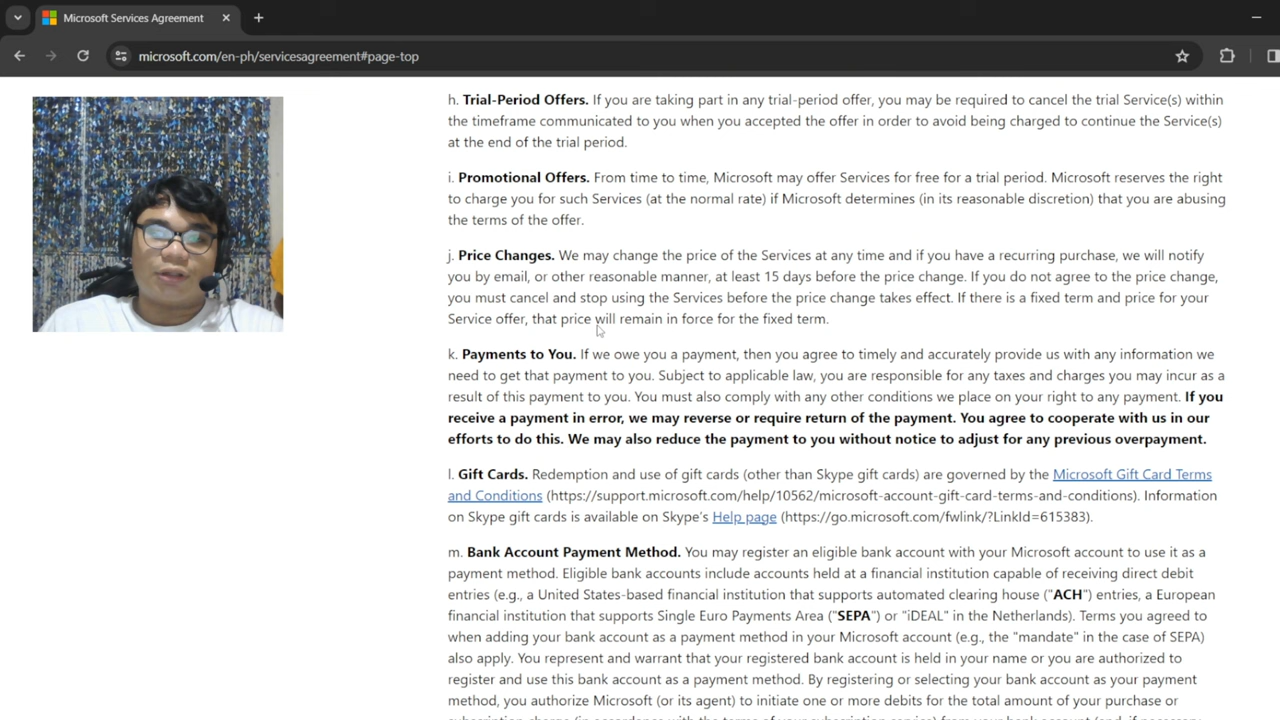 Microsoft Services Agreement
microsoft.com/en-ph/servicesagreement#page-top
h. Trial-Period Offers. If you are taking part in any trial-period offer, you may be required to cancel the trial Service(s) within
the timeframe communicated to you when you accepted the offer in order to avoid being charged to continue the Service(s)
at the end of the trial period.
i. Promotional Offers. From time to time, Microsoft may offer Services for free for a trial period. Microsoft reserves the right
to charge you for such Services (at the normal rate) if Microsoft determines (in its reasonable discretion) that you are abusing
the terms of the offer.
j. Price Changes. We may change the price of the Services at any time and if you have a recurring purchase, we will notify
you by email, or other reasonable manner, at least 15 days before the price change. If you do not agree to the price change,
you must cancel and stop using the Services before the price change takes effect. If there is a fixed term and price for your
Service offer, that price will remain in force for the fixed term.
k. Payments to You. If we owe you a payment, then you agree to timely and accurately provide us with any information we
need to get that payment to you. Subject to applicable law, you are responsible for any taxes and charges you may incur as a
result of this payment to you. You must also comply with any other conditions we place on your right to any payment. If you
receive a payment in error, we may reverse or require return of the payment. You agree to cooperate with us in our
efforts to do this. We may also reduce the payment to you without notice to adjust for any previous overpayment.
l. Gift Cards. Redemption and use of gift cards (other than Skype gift cards) are governed by the Microsoft Gift Card Terms
and Conditions (https://support.microsoft.com/help/10562/microsoft-account-gift-card-terms-and-conditions). Information
on Skype gift cards is available on Skype's Help page (https://go.microsoft.com/fwlink/?LinkId=615383).
m. Bank Account Payment Method. You may register an eligible bank account with your Microsoft account to use it as a
payment method. Eligible bank accounts include accounts held at a financial institution capable of receiving direct debit
entries (e.g., a United States-based financial institution that supports automated clearing house ("ACH") entries, a European
financial institution that supports Single Euro Payments Area ("SEPA") or "iDEAL" in the Netherlands). Terms you agreed to
when adding your bank account as a payment method in your Microsoft account (e.g., the "mandate" in the case of SEPA)
also apply. You represent and warrant that your registered bank account is held in your name or you are authorized to
register and use this bank account as a payment method. By registering or selecting your bank account as your payment
method, you authorize Microsoft (or its agent) to initiate one or more debits for the total amount of your purchase or
subscription charge (in accordance with the terms of your subscription service) from your bank account (and, if necessary,